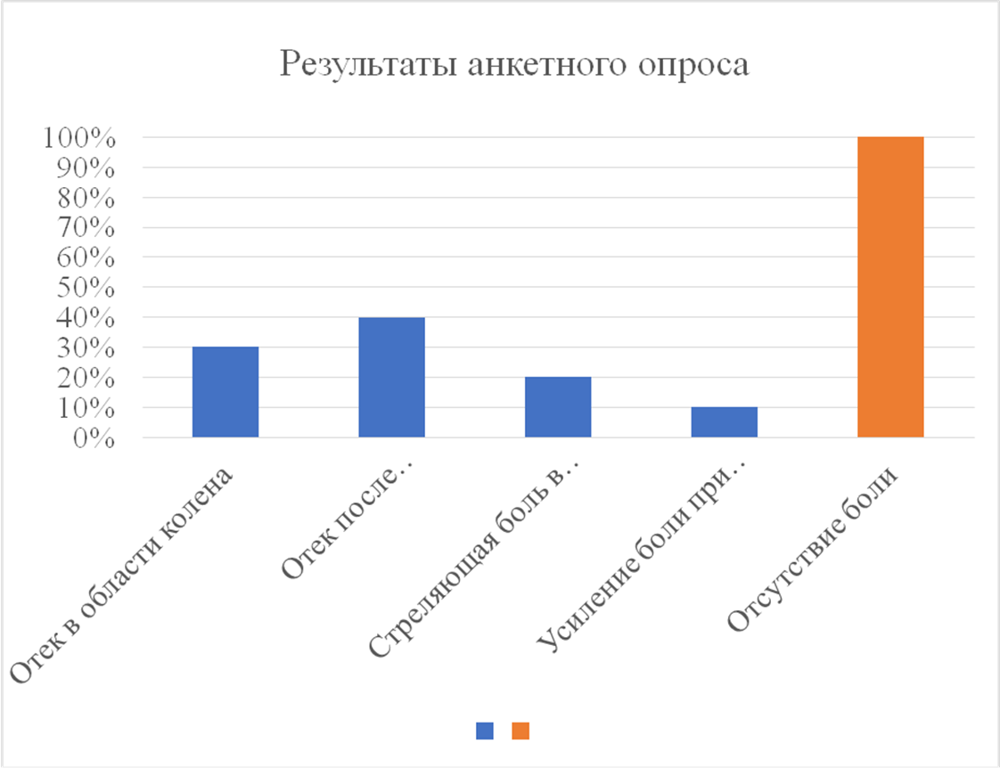 Результаты анкетного опроса
100%
90%
80%
70%
60%
50%
40%
30%
20%
10%
0%
Отек в области колена
Отек после..
Стреляющая боль в..
Усиление боли при..
Отсутствие боли